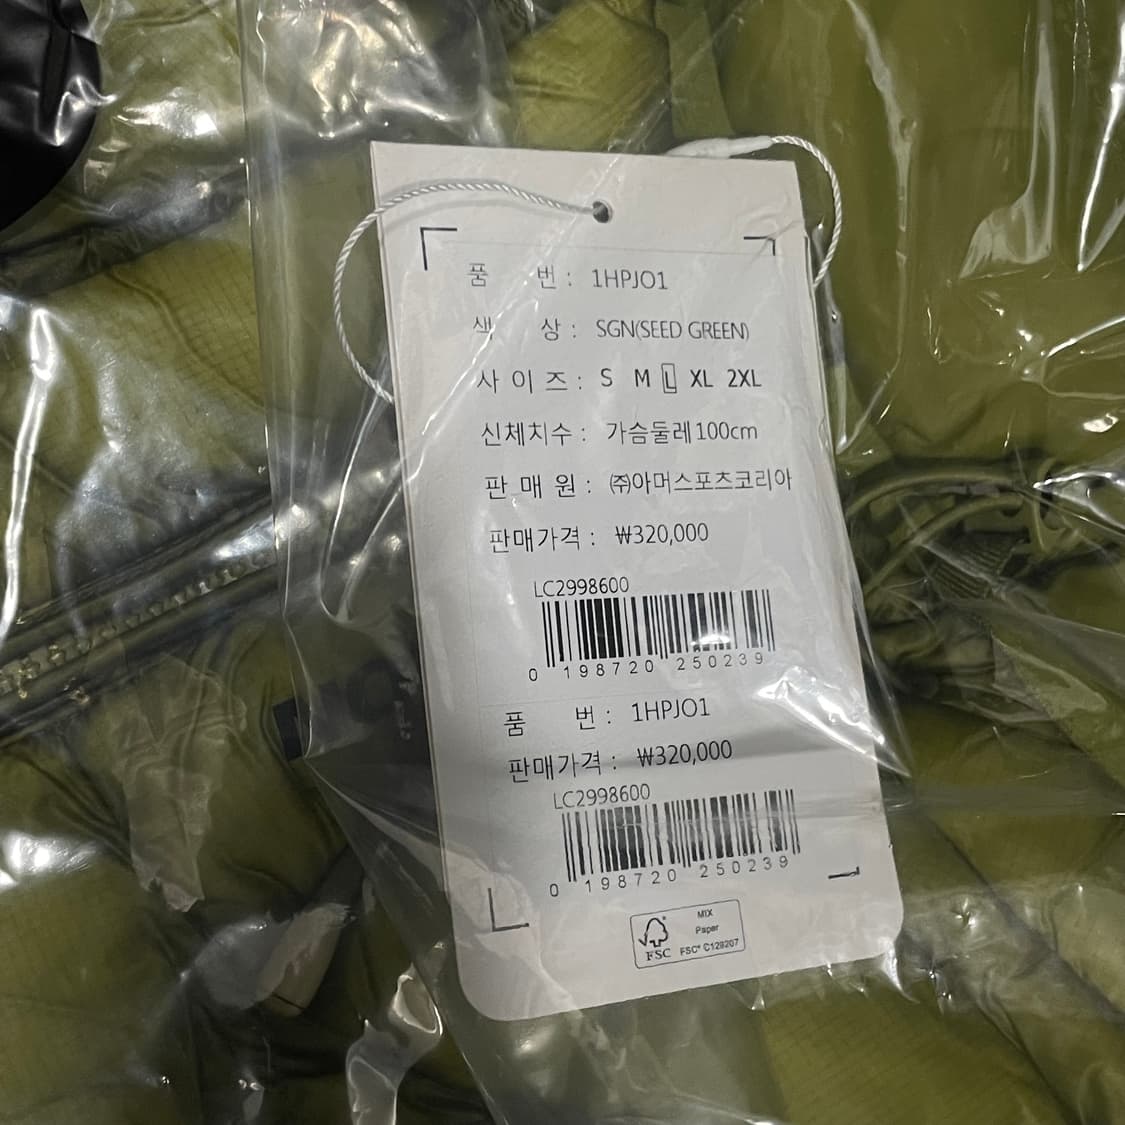 품 번 : 1HPJO1
색 상 : SGN(SEED GREEN)
사 이 즈 : S M L XL 2XL
신체치수 : 가슴둘레100cm
판 매 원 : ㈜아머스포츠코리아
판매가격 : ₩320,000
LC2998600
0 198720 250239
품 번 : 1HPJO1
판매가격 : ₩320,000
LC2998600
0 198720 250239
FSC
MIX
Paper
FSC® C129207